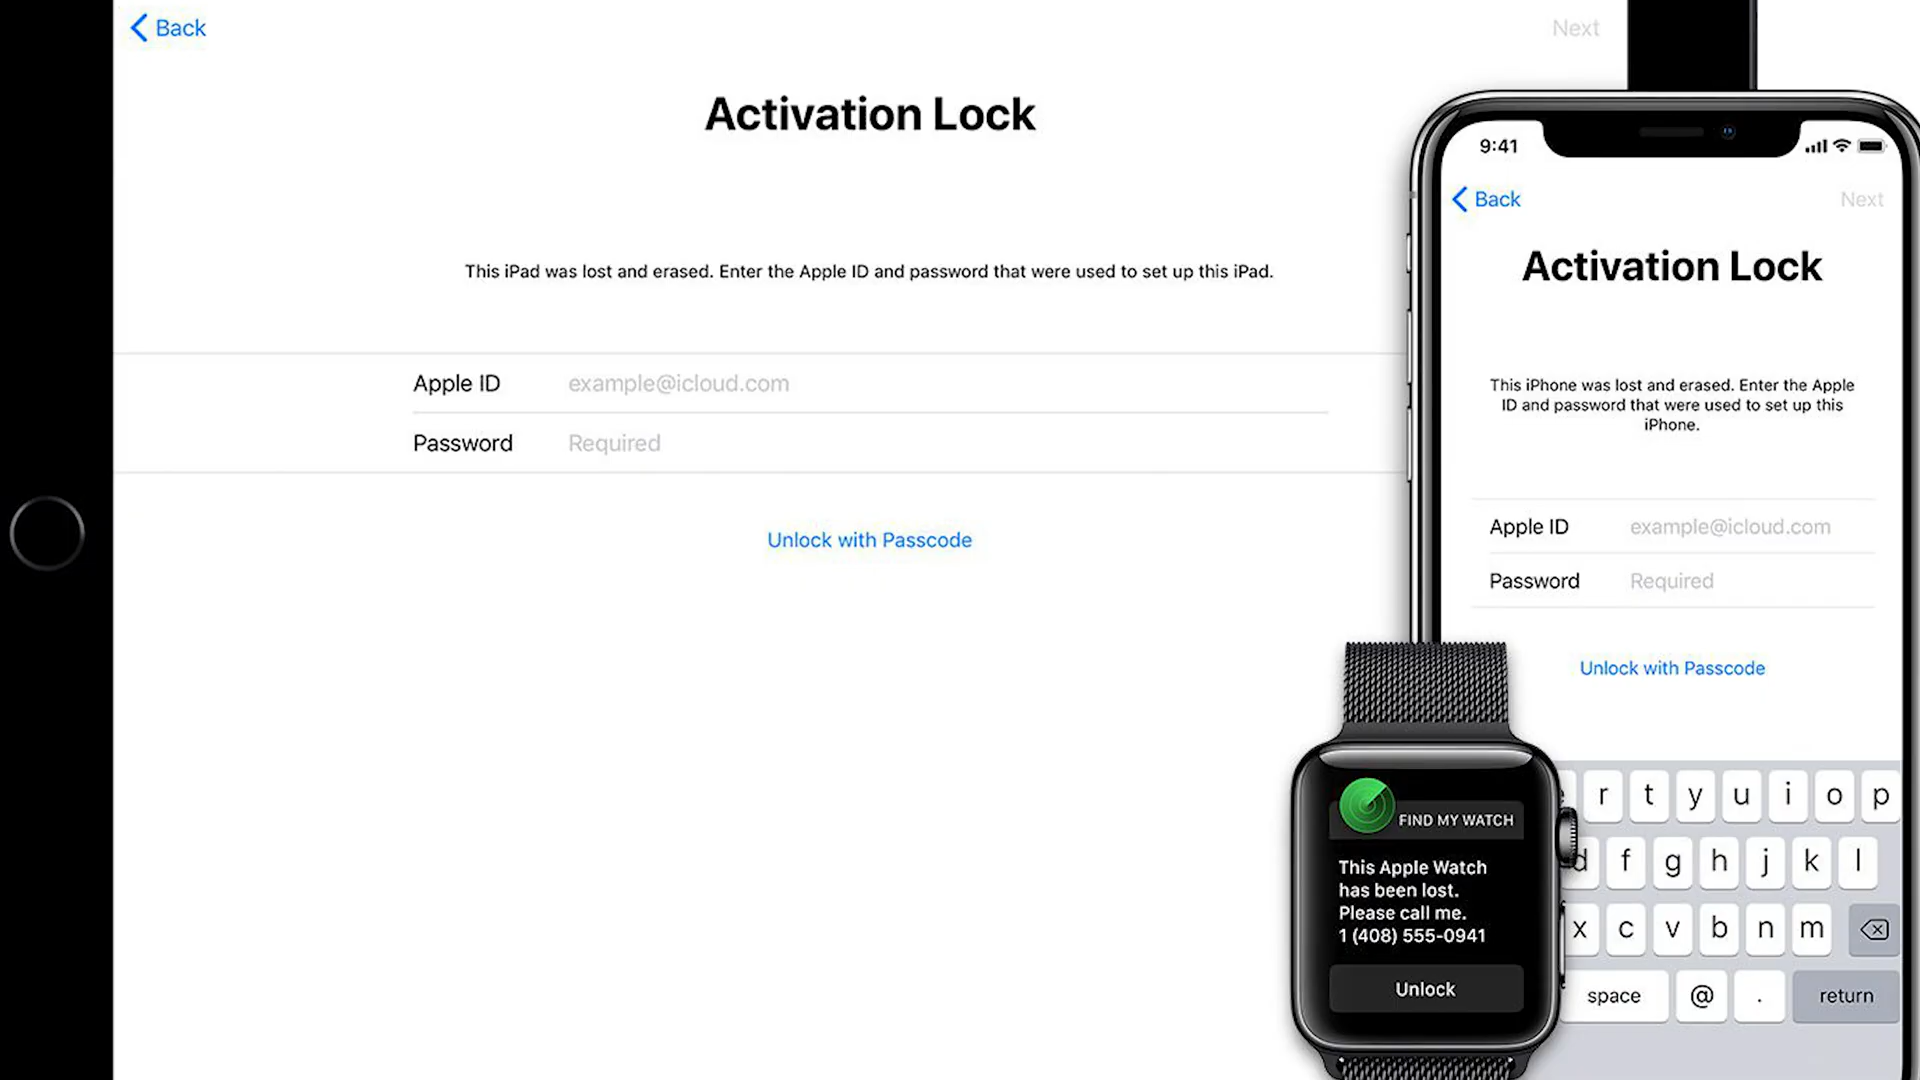 Back
Next
Activation Lock
This iPad was lost and erased. Enter the Apple ID and password that were used to set up this iPad.
Apple ID example@icloud.com
Password Required
Unlock with Passcode
9:41
Back
Next
Activation Lock
This iPhone was lost and erased. Enter the Apple
ID and password that were used to set up this
iPhone.
Apple ID example@icloud.com
Password Required
Unlock with Passcode
r t y u i o p
d f g h j k l
x c v b n m
space @ . return
FIND MY WATCH
This Apple Watch
has been lost.
Please call me.
1 (408) 555-0941
Unlock